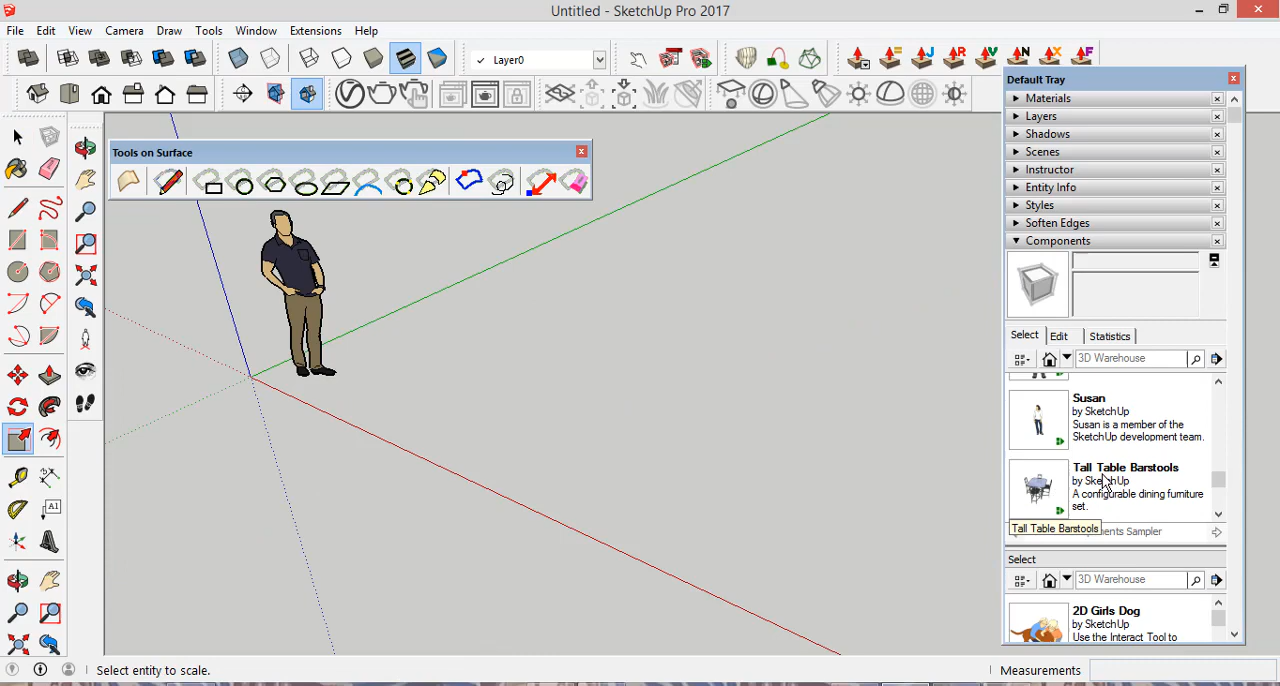 Untitled - SketchUp Pro 2017
File Edit View Camera Draw Tools Window Extensions Help
Layer0
Default Tray
Materials
Layers
Shadows
Scenes
Instructor
Entity Info
Styles
Soften Edges
Components
Tools on Surface
Select Edit Statistics
3D Warehouse
Susan
by SketchUp
Susan is a member of the
SketchUp development team.
Tall Table Barstools
by SketchUp
A configurable dining furniture
set.
Tall Table Barstools
Sampler
Select
3D Warehouse
2D Girls Dog
by SketchUp
Use the Interact Tool to
A1
Select entity to scale.
Measurements